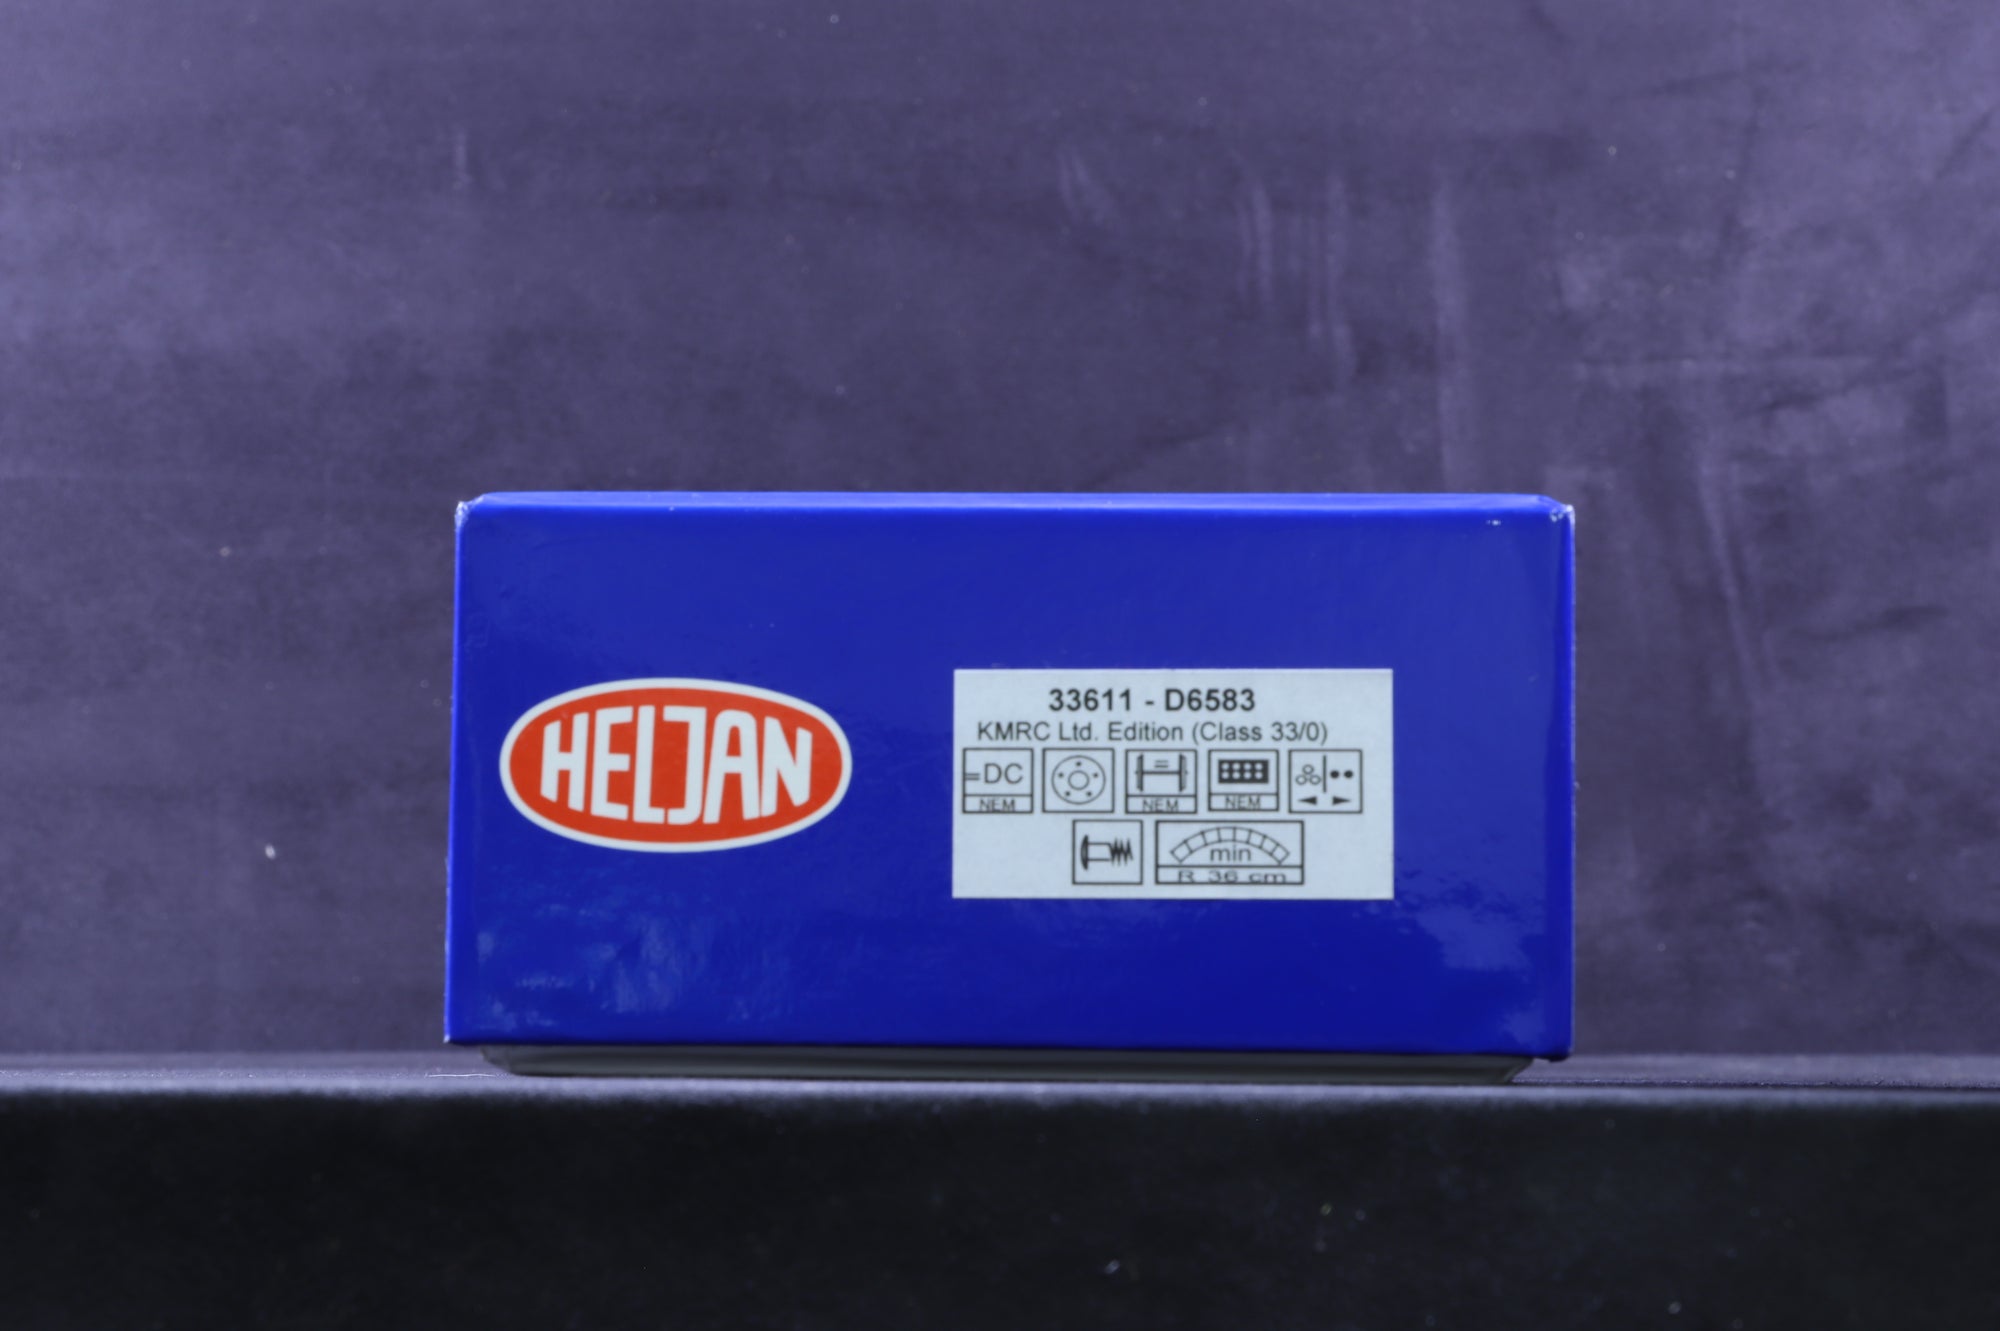 HELJAN
33611 - D6583
KMRC Ltd. Edition (Class 33/0)
=DC
NEM
NEM
NEM
min
R 36 cm